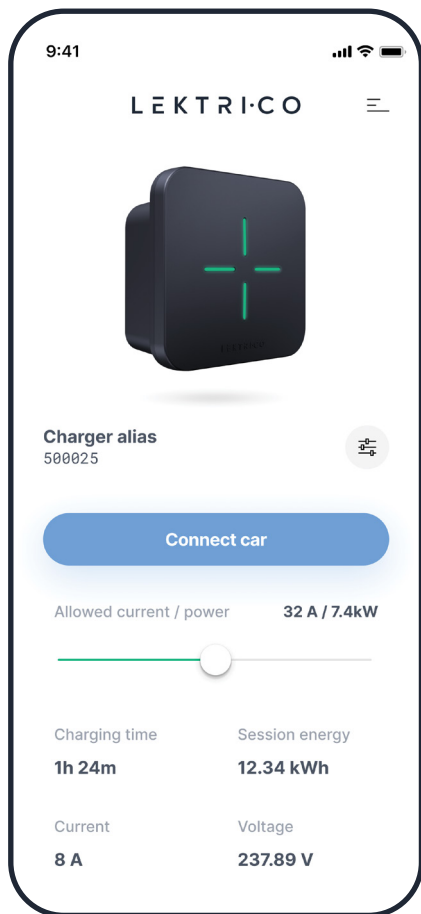 9:41
LEKTRI·CO
Charger alias
500025
Connect car
Allowed current / power 32 A / 7.4kW
Charging time Session energy
1h 24m 12.34 kWh
Current Voltage
8 A 237.89 V